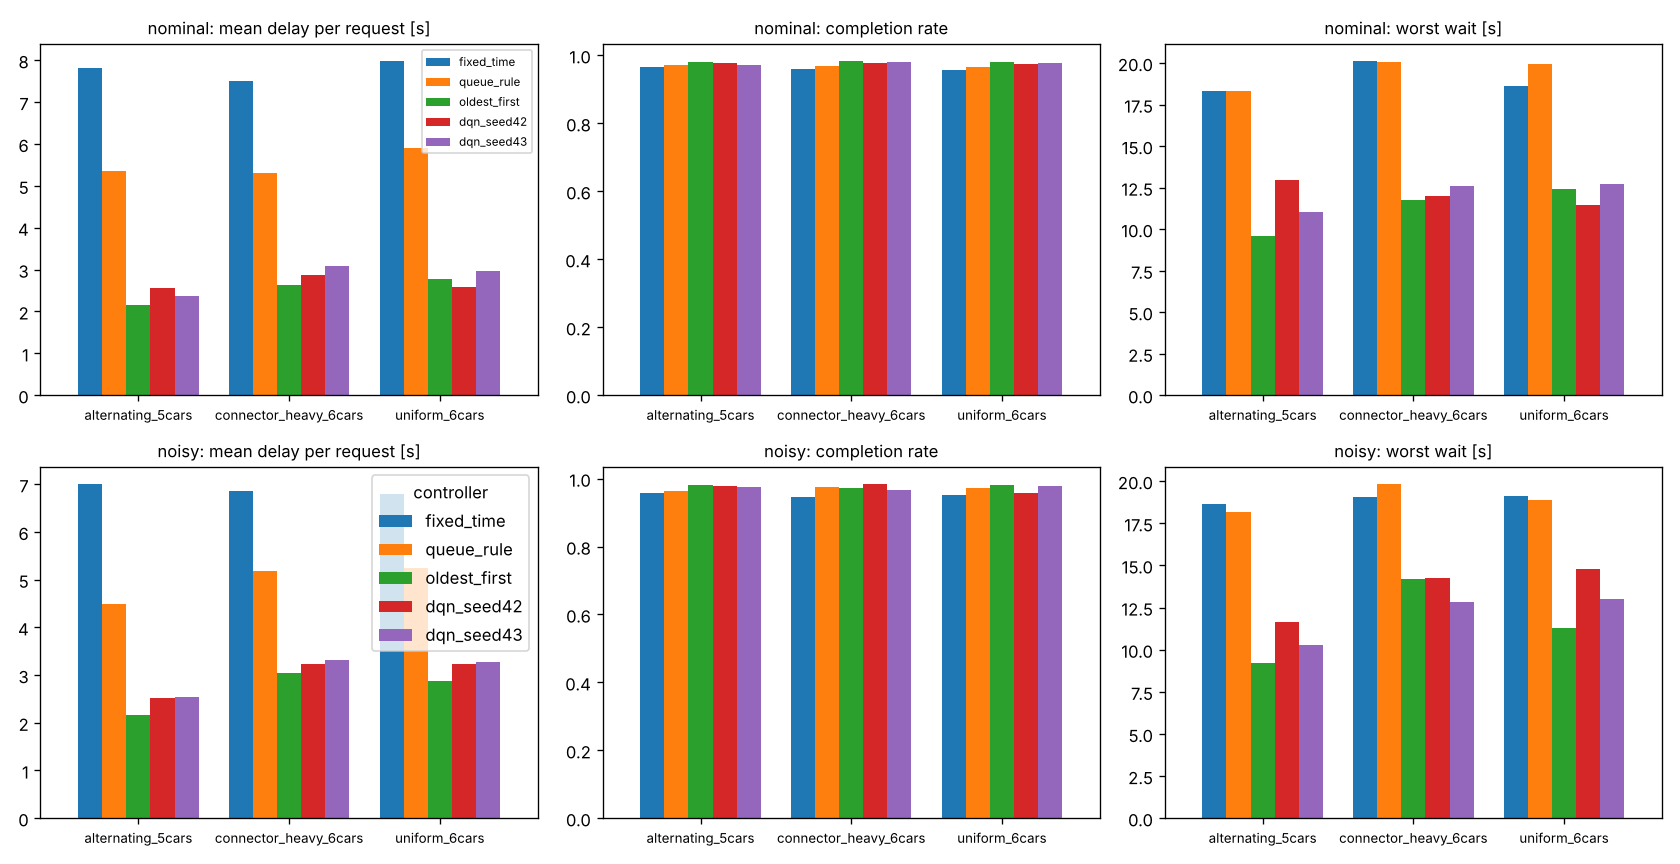 nominal: mean delay per request [s]
8
7
6
5
4
3
2
1
0
fixed_time
queue_rule
oldest_first
dqn_seed42
dqn_seed43
alternating_5cars connector_heavy_6cars uniform_6cars
nominal: completion rate
1.0
0.8
0.6
0.4
0.2
0.0
alternating_5cars connector_heavy_6cars uniform_6cars
nominal: worst wait [s]
20.0
17.5
15.0
12.5
10.0
7.5
5.0
2.5
0.0
alternating_5cars connector_heavy_6cars uniform_6cars
noisy: mean delay per request [s]
7
6
5
4
3
2
1
0
controller
fixed_time
queue_rule
oldest_first
dqn_seed42
dqn_seed43
alternating_5cars connector_heavy_6cars uniform_6cars
noisy: completion rate
1.0
0.8
0.6
0.4
0.2
0.0
alternating_5cars connector_heavy_6cars uniform_6cars
noisy: worst wait [s]
20.0
17.5
15.0
12.5
10.0
7.5
5.0
2.5
0.0
alternating_5cars connector_heavy_6cars uniform_6cars